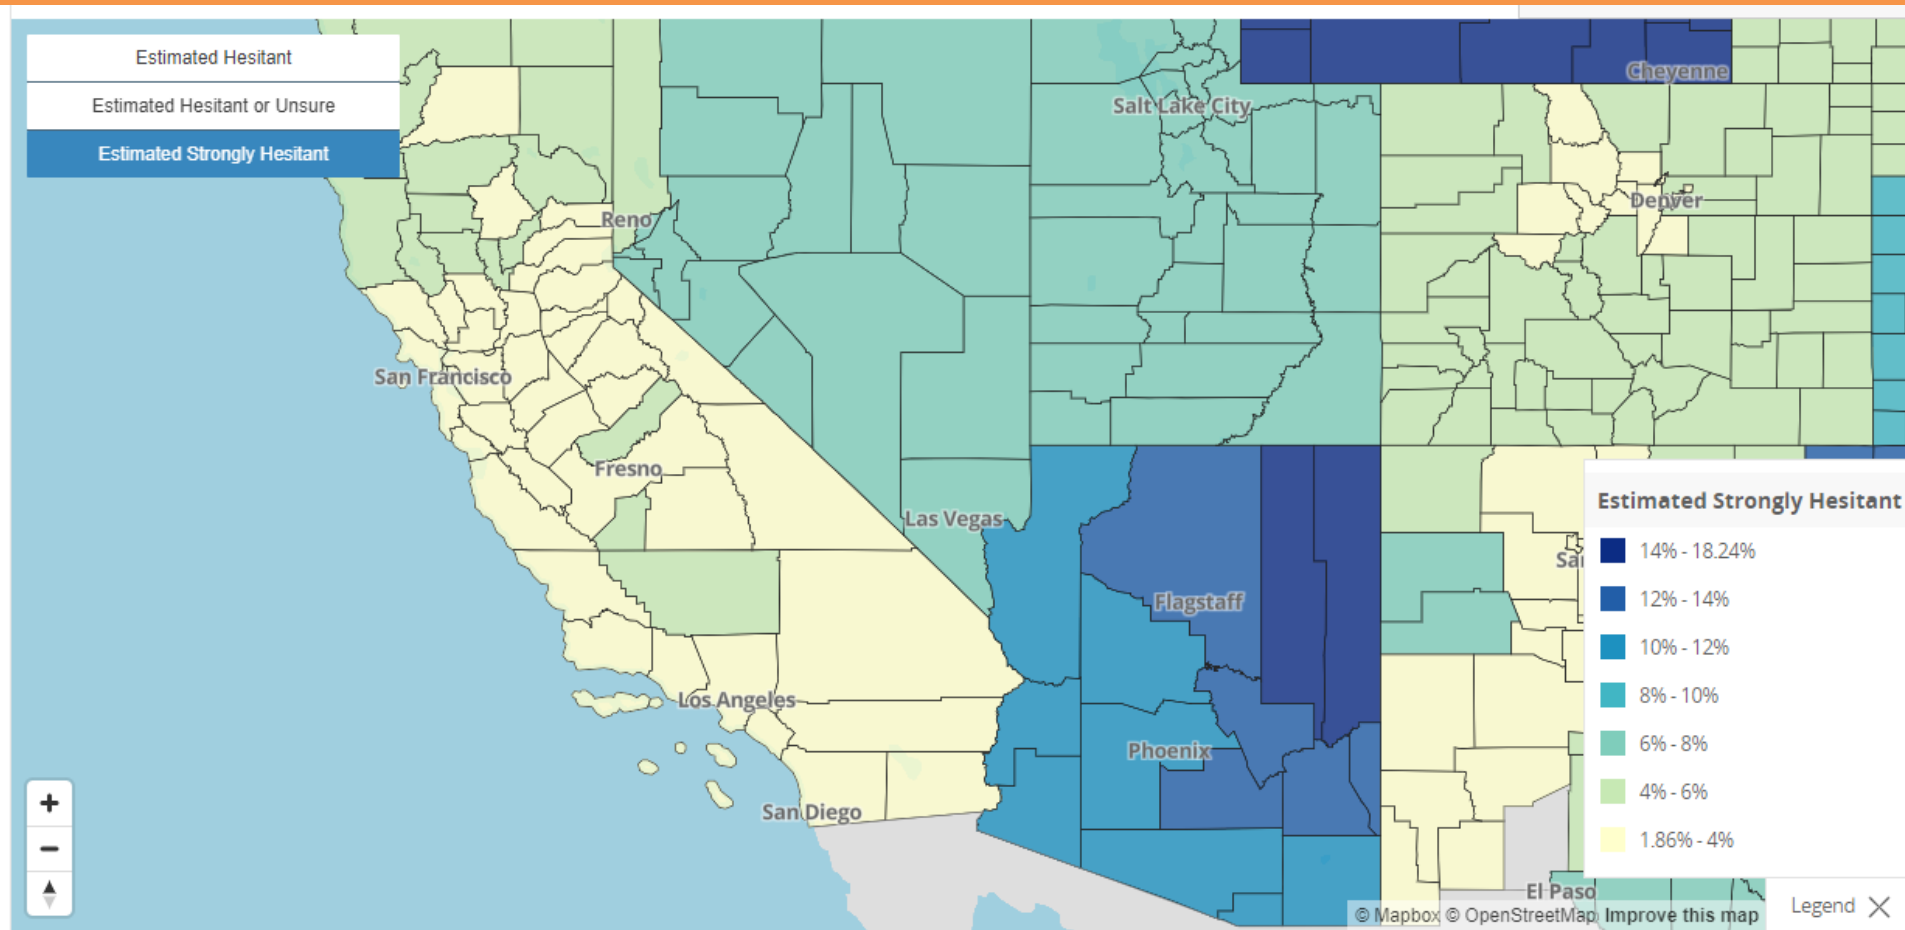 Estimated Hesitant
Estimated Hesitant or Unsure
Estimated Strongly Hesitant
Cheyenne
Salt Lake City
Denver
Reno
San Francisco
Fresno
Las Vegas
Flagstaff
Los Angeles
Phoenix
San Diego
El Paso
Estimated Strongly Hesitant
14% - 18.24%
12% - 14%
10% - 12%
8% - 10%
6% - 8%
4% - 6%
1.86% - 4%
Legend
© Mapbox © OpenStreetMap Improve this map